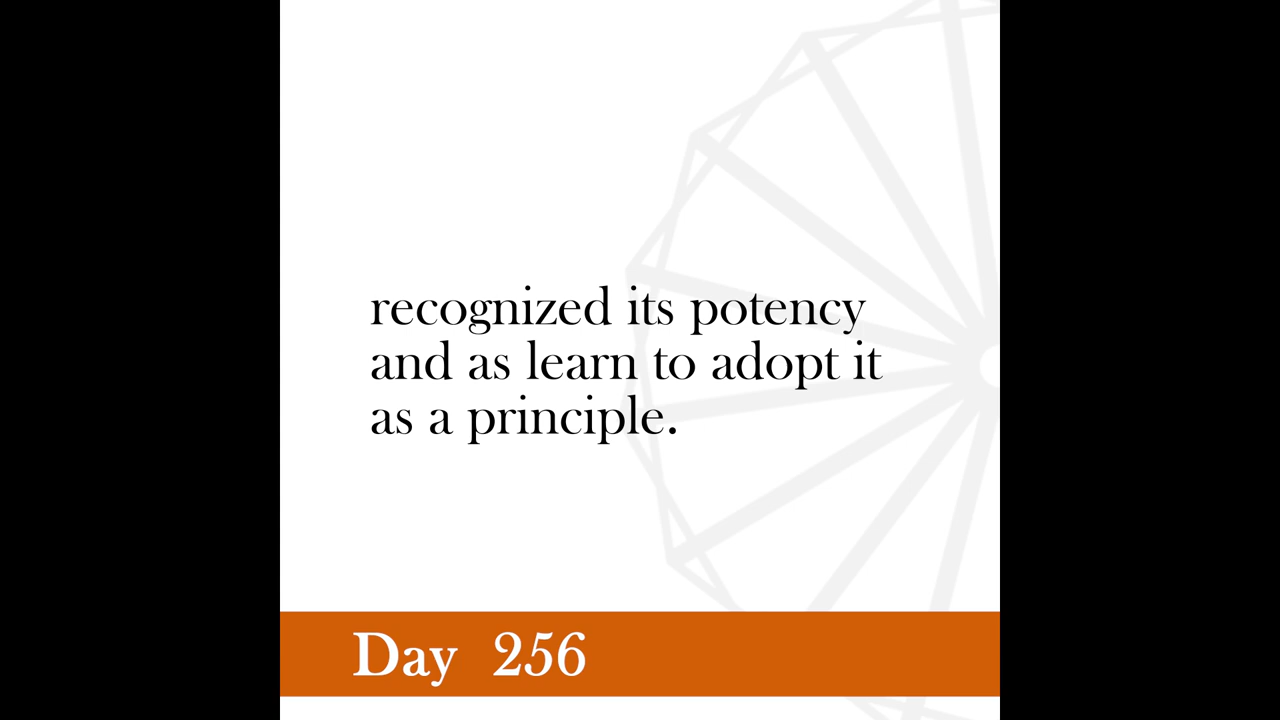 recognized its potency
and as learn to adopt it
as a principle.
Day 256